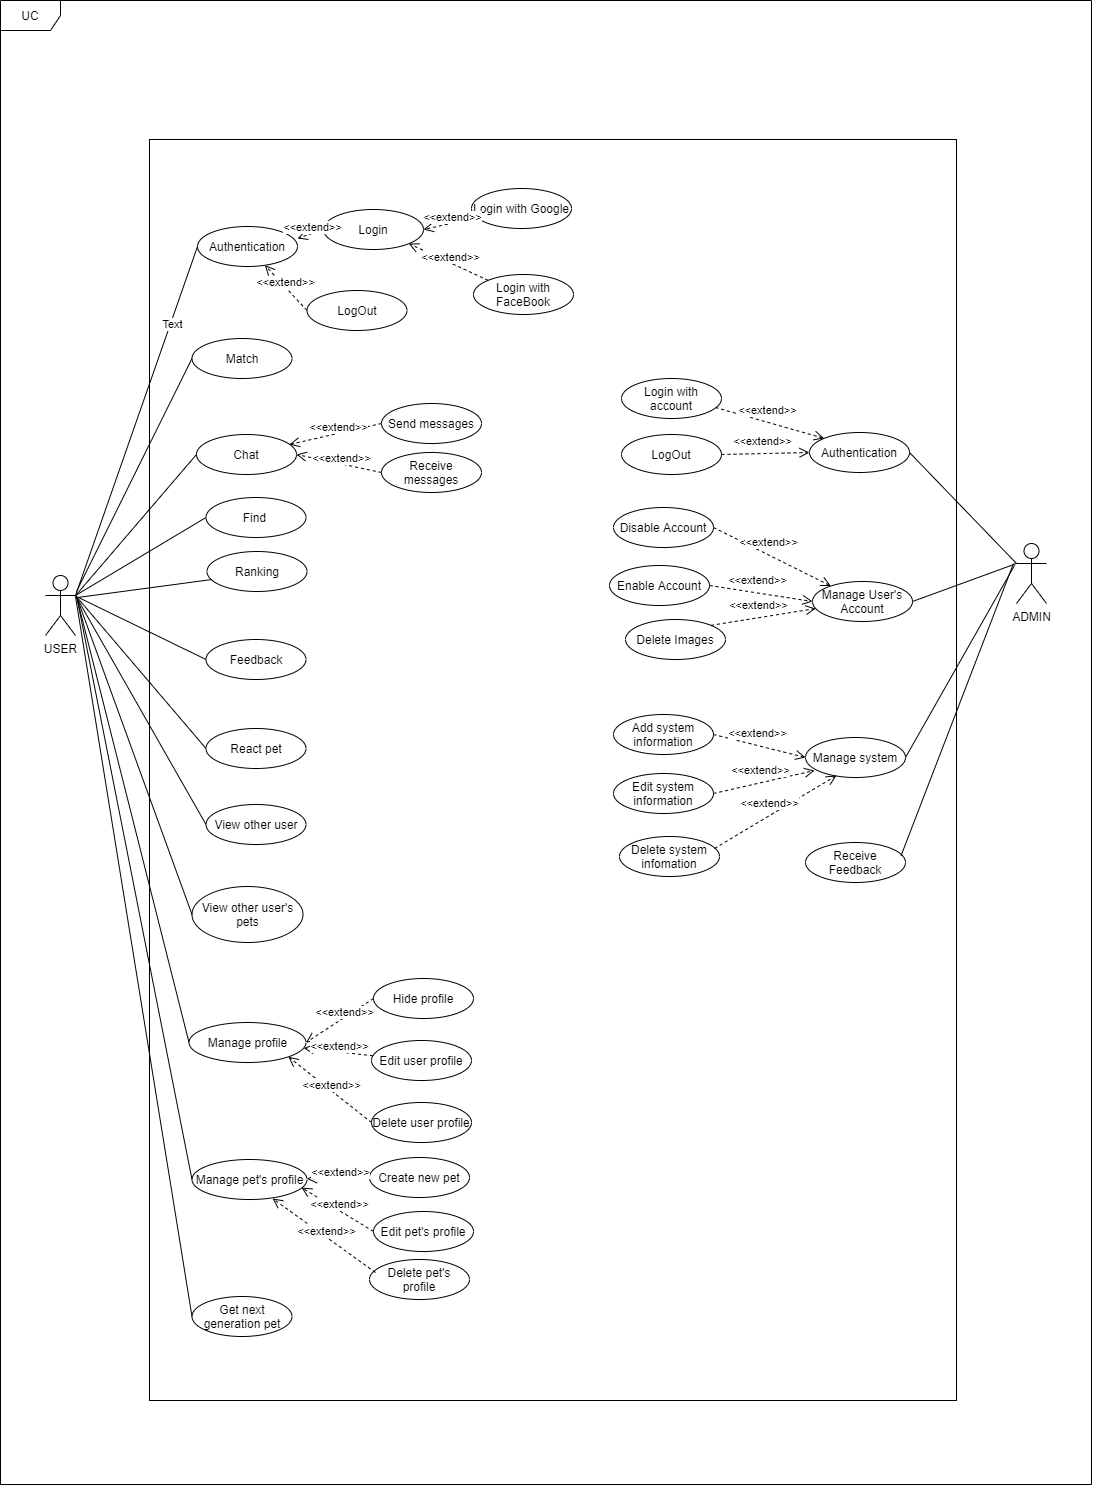 UC
Login with Google
<<extend>>
<<extend>>
Login
Authentication
<<extend>>
<<extend>>
Login with
FaceBook
LogOut
Text
Match
Send messages
<<extend>>
Chat
<<extend>>
Receive
messages
Find
Ranking
USER
Feedback
React pet
View other user
View other user's
pets
Hide profile
<<extend>>
Manage profile
<<extend>>
Edit user profile
<<extend>>
Delete user profile
Manage pet's profile
<<extend>>
Create new pet
<<extend>>
Edit pet's profile
<<extend>>
Delete pet's
profile
Get next
generation pet
Login with
account
<<extend>>
<<extend>>
LogOut
Authentication
Disable Account
<<extend>>
Enable Account
<<extend>>
Manage User's
Account
<<extend>>
Delete Images
ADMIN
Add system
information
<<extend>>
Manage system
<<extend>>
Edit system
information
<<extend>>
Delete system
infomation
Receive
Feedback